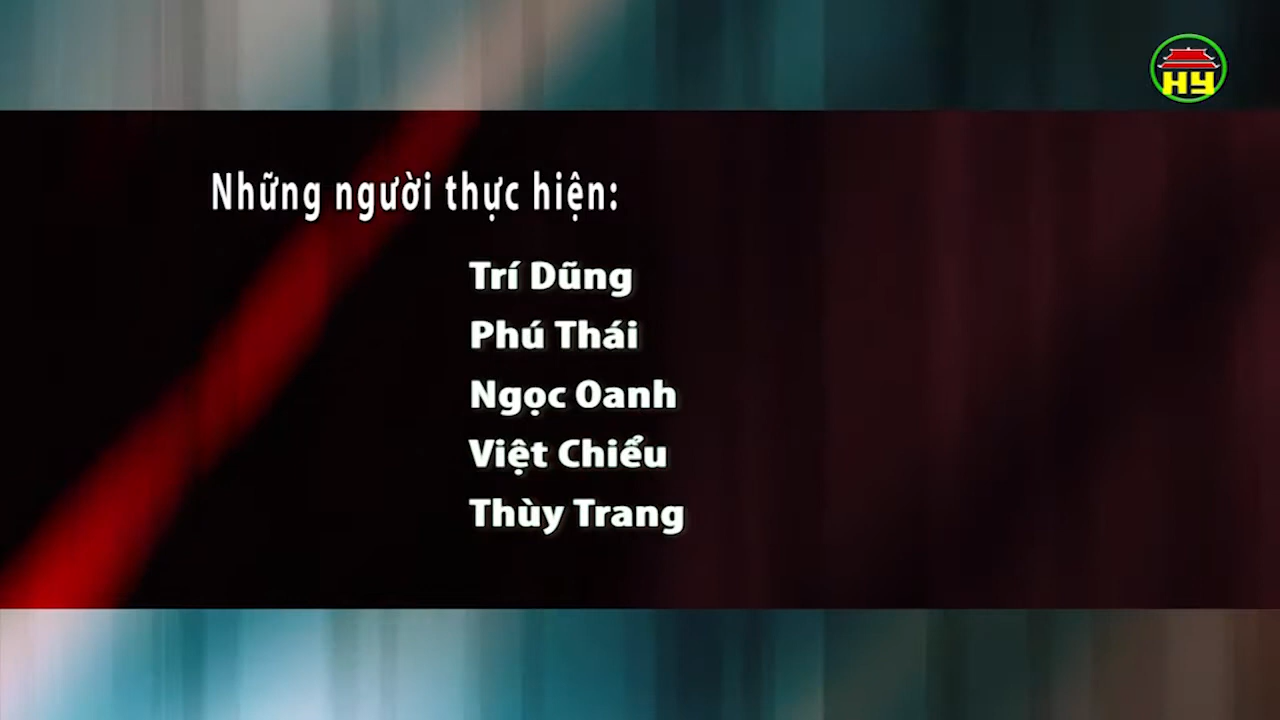 HY
Những người thực hiện:
Trí Dũng
Phú Thái
Ngọc Oanh
Việt Chiểu
Thùy Trang